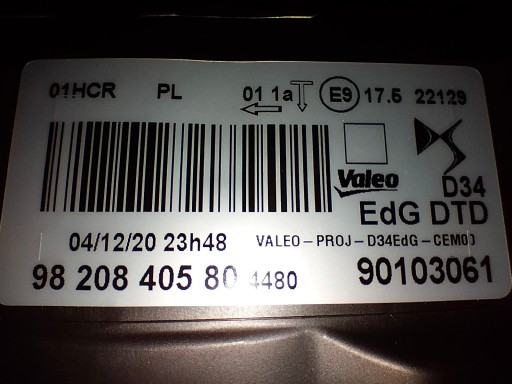 01HCR PL 01 1a E9 17.5 22129
Valeo D34
EdG DTD
04/12/20 23h48 VALEO-PROJ-D34EdG-CEM00
98 208 405 80 4480 90103061